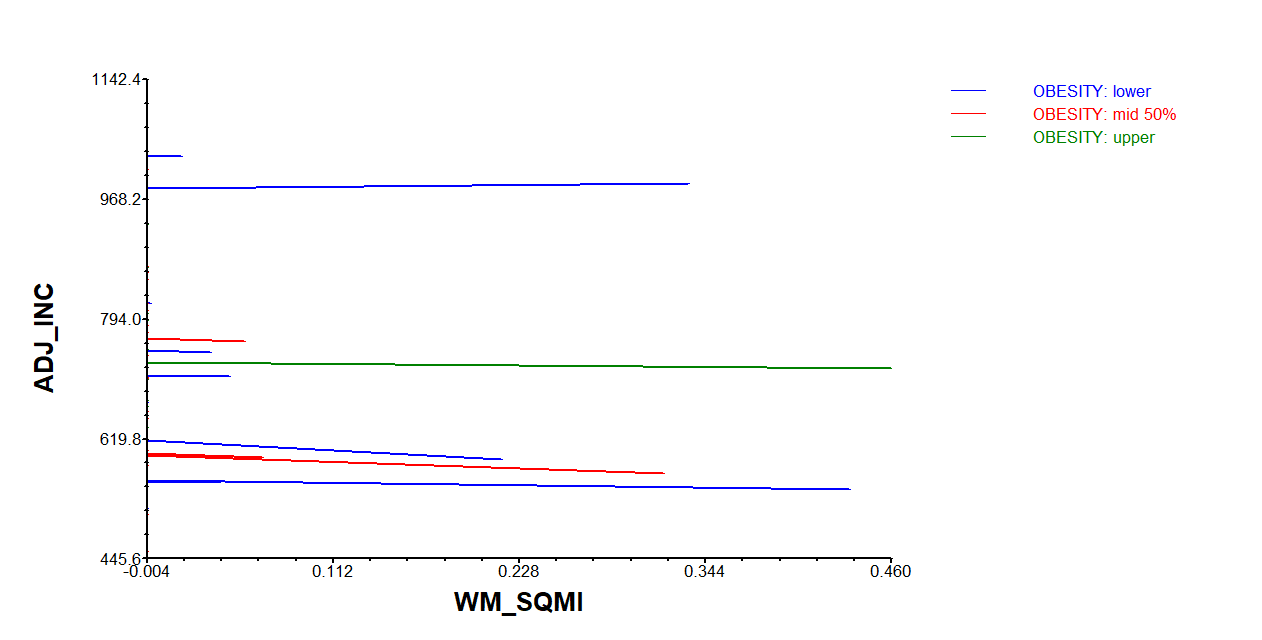 1142.4
968.2
794.0
619.8
445.6
ADJ_INC
-0.004
0.112
0.228
0.344
0.460
WM_SQMI
OBESITY: lower
OBESITY: mid 50%
OBESITY: upper